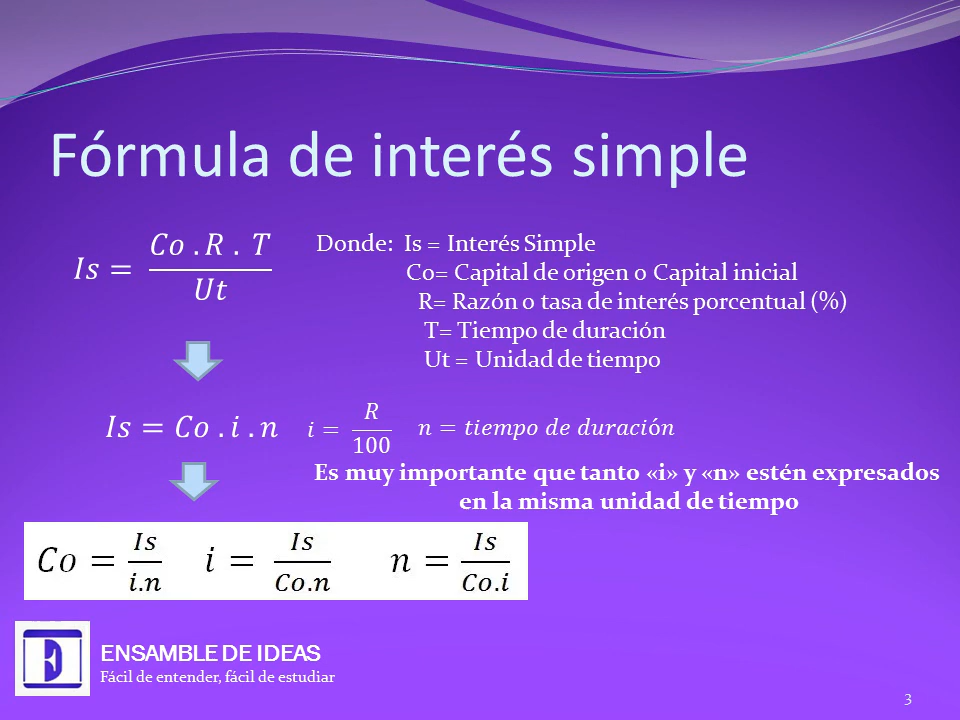 Fórmula de interés simple
Is = Co . R . T / Ut
Donde: Is = Interés Simple
Co= Capital de origen o Capital inicial
R= Razón o tasa de interés porcentual (%)
T= Tiempo de duración
Ut = Unidad de tiempo
Is = Co . i . n   i = R / 100   n = tiempo de duración
Es muy importante que tanto «i» y «n» estén expresados
en la misma unidad de tiempo
Co = Is / i.n   i = Is / Co.n   n = Is / Co.i
E
ENSAMBLE DE IDEAS
Fácil de entender, fácil de estudiar
3